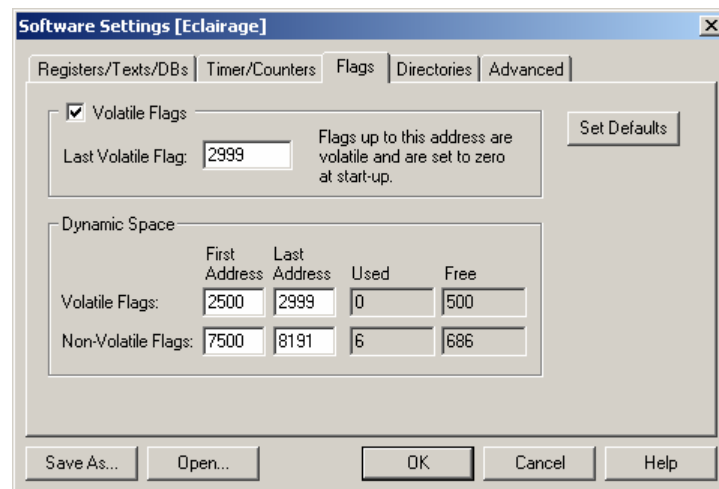 Software Settings [Eclairage]
Registers/Texts/DBs Timer/Counters Flags Directories Advanced
Volatile Flags
Last Volatile Flag: 2999
Flags up to this address are
volatile and are set to zero
at start-up.
Set Defaults
Dynamic Space
First Last
Address Address Used Free
Volatile Flags: 2500 2999 0 500
Non-Volatile Flags: 7500 8191 6 686
Save As... Open... OK Cancel Help